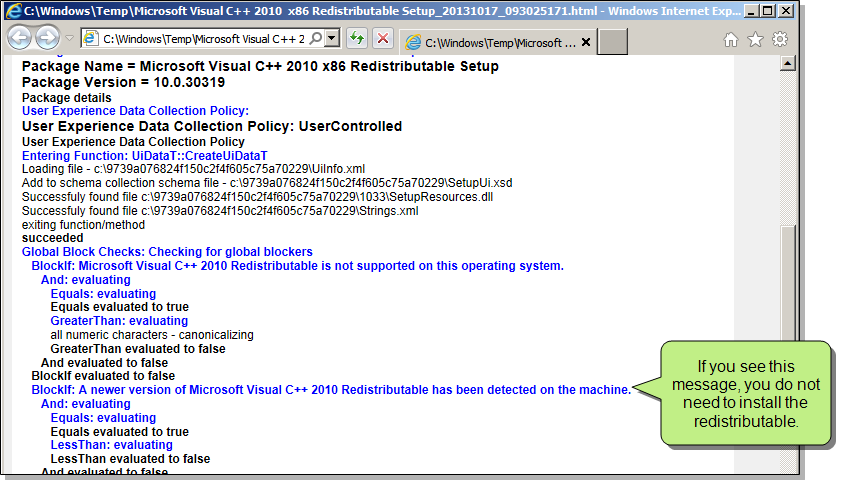 C:\Windows\Temp\Microsoft Visual C++ 2010  x86 Redistributable Setup_20131017_093025171.html - Windows Internet Exp...
C:\Windows\Temp\Microsoft Visual C++ 2
C:\Windows\Temp\Microsoft ...
Package Name = Microsoft Visual C++ 2010 x86 Redistributable Setup
Package Version = 10.0.30319
Package details
User Experience Data Collection Policy:
User Experience Data Collection Policy: UserControlled
User Experience Data Collection Policy
Entering Function: UiDataT::CreateUiDataT
Loading file - c:\9739a076824f150c2f4f605c75a70229\UiInfo.xml
Add to schema collection schema file - c:\9739a076824f150c2f4f605c75a70229\SetupUi.xsd
Successfuly found file c:\9739a076824f150c2f4f605c75a70229\1033\SetupResources.dll
Successfuly found file c:\9739a076824f150c2f4f605c75a70229\Strings.xml
exiting function/method
succeeded
Global Block Checks: Checking for global blockers
BlockIf: Microsoft Visual C++ 2010 Redistributable is not supported on this operating system.
And: evaluating
Equals: evaluating
Equals evaluated to true
GreaterThan: evaluating
all numeric characters - canonicalizing
GreaterThan evaluated to false
And evaluated to false
BlockIf evaluated to false
BlockIf: A newer version of Microsoft Visual C++ 2010 Redistributable has been detected on the machine.
And: evaluating
Equals: evaluating
Equals evaluated to true
LessThan: evaluating
LessThan evaluated to false
And evaluated to false
If you see this
message, you do not
need to install the
redistributable.